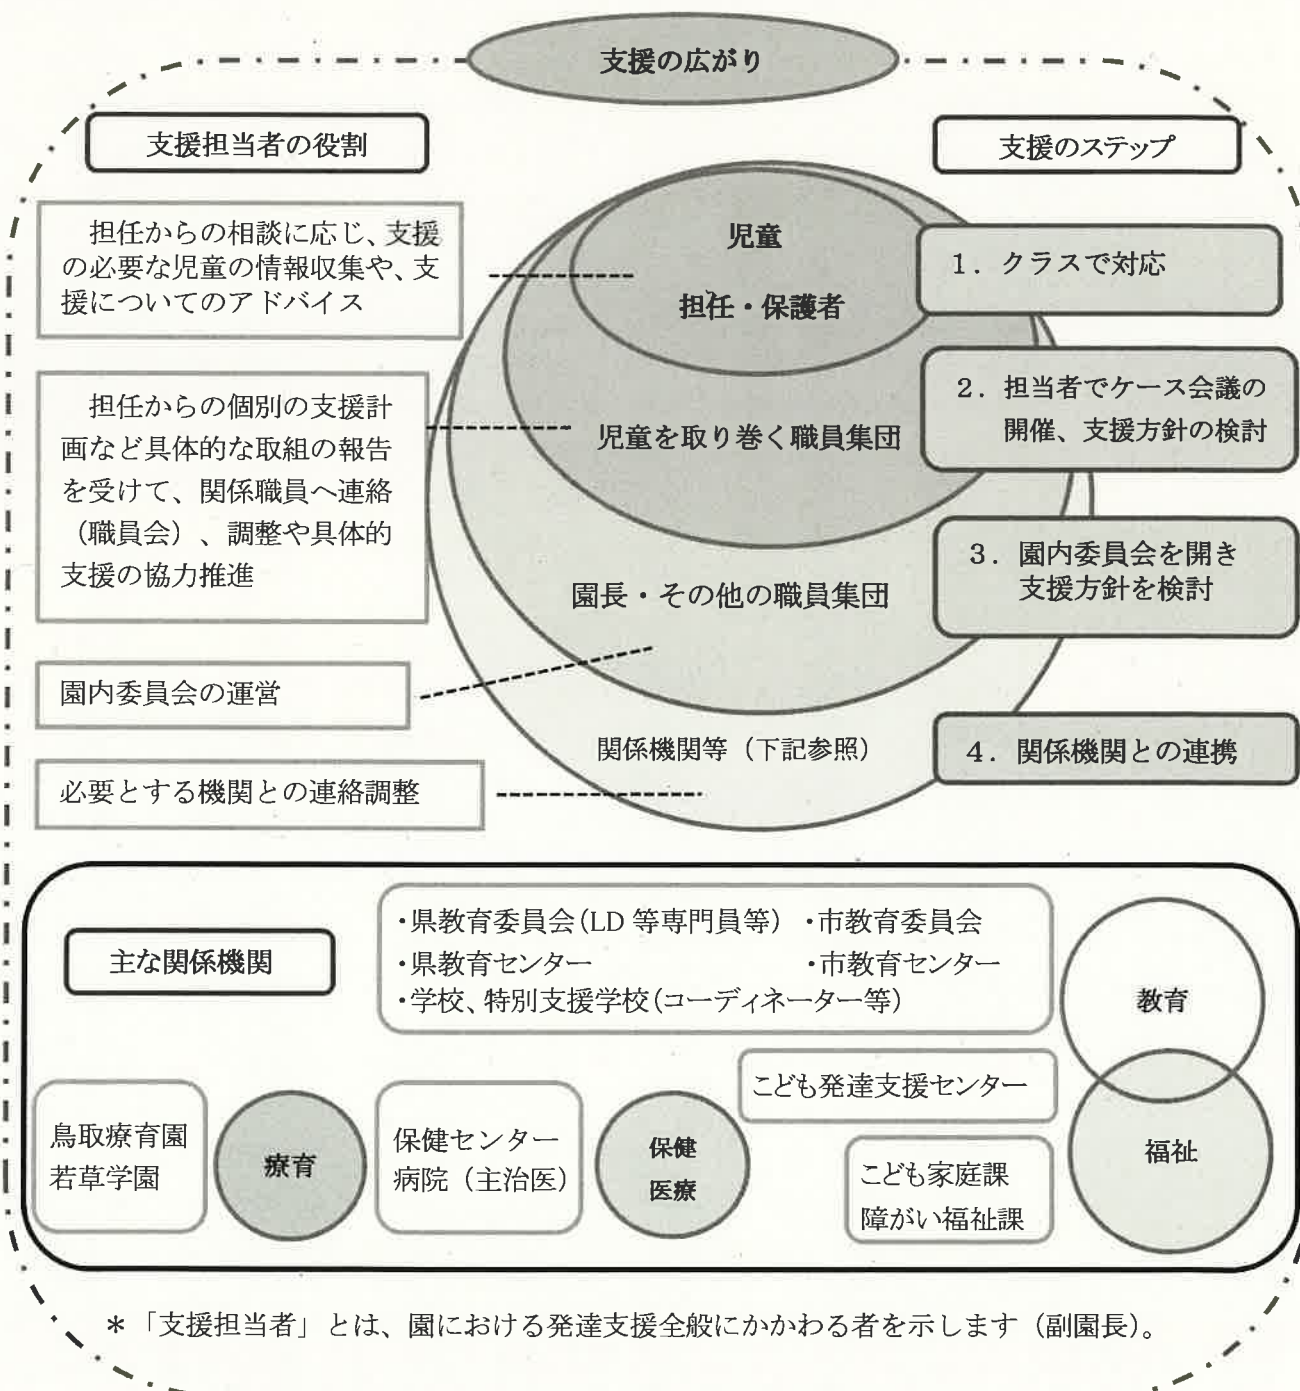 支援の広がり
支援担当者の役割
担任からの相談に応じ、支援
の必要な児童の情報収集や、支
援についてのアドバイス
担任からの個別の支援計
画など具体的な取組の報告
を受けて、関係職員へ連絡
（職員会）、調整や具体的
支援の協力推進
園内委員会の運営
必要とする機関との連絡調整
児童
担任・保護者
児童を取り巻く職員集団
園長・その他の職員集団
関係機関等（下記参照）
支援のステップ
1．クラスで対応
2．担当者でケース会議の
開催、支援方針の検討
3．園内委員会を開き
支援方針を検討
4．関係機関との連携
主な関係機関
・県教育委員会(LD 等専門員等) ・市教育委員会
・県教育センター ・市教育センター
・学校、特別支援学校(コーディネーター等)
教育
こども発達支援センター
鳥取療育園
若草学園
療育
保健センター
病院（主治医）
保健
医療
こども家庭課
障がい福祉課
福祉
＊「支援担当者」とは、園における発達支援全般にかかわる者を示します（副園長）。